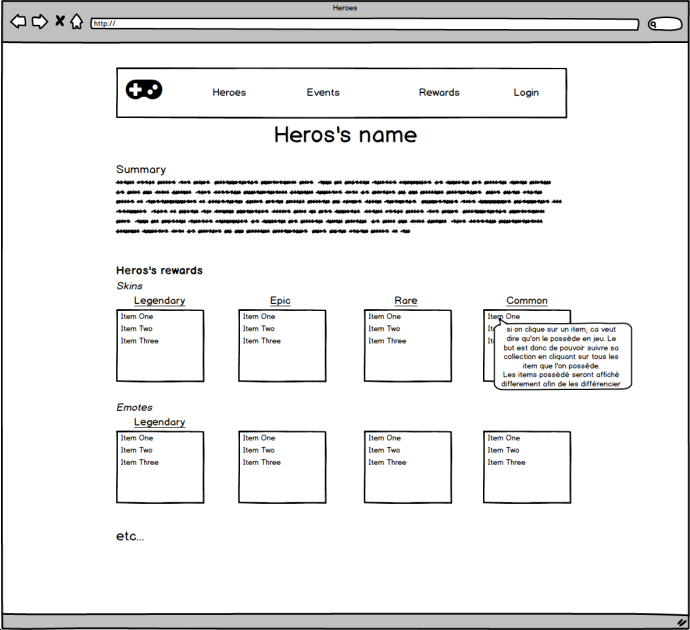 Heroes
http://
Heroes Events Rewards Login
Heros's name
Summary
Heros's rewards
Skins
Legendary Epic Rare Common
Item One Item One Item One Item One
Item Two Item Two Item Two
Item Three Item Three Item Three
si on clique sur un item, ca veut
dire qu'on le possède en jeu. Le
but est donc de pouvoir suivre sa
collection en cliquant sur tous les
item que l'on possède.
Les items possédé seront affiché
differement afin de les différencier
Emotes
Legendary
Item One Item One Item One Item One
Item Two Item Two Item Two Item Two
Item Three Item Three Item Three Item Three
etc...